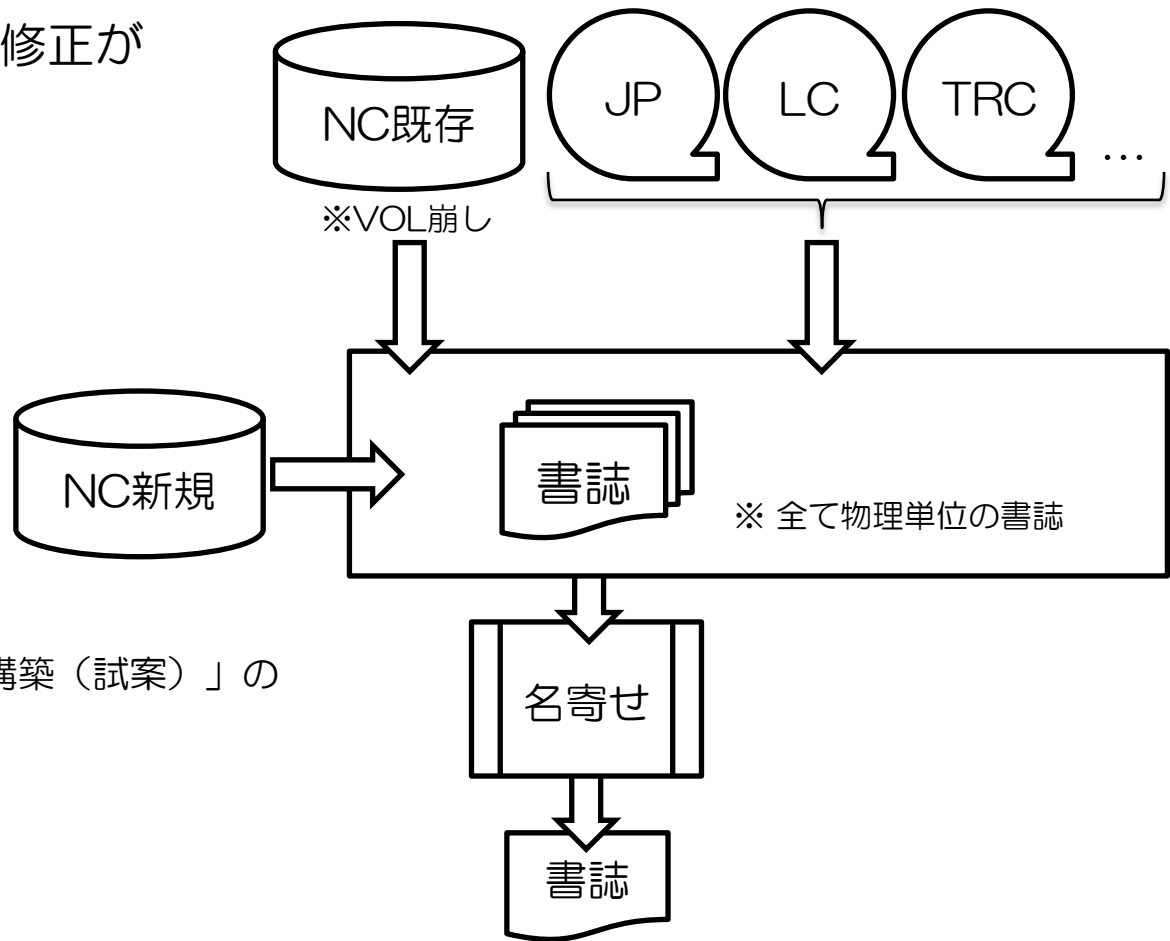 修正が
NC既存
JP
LC
TRC
…
※VOL崩し
NC新規
書誌
※ 全て物理単位の書誌
構築（試案）」の
名寄せ
書誌